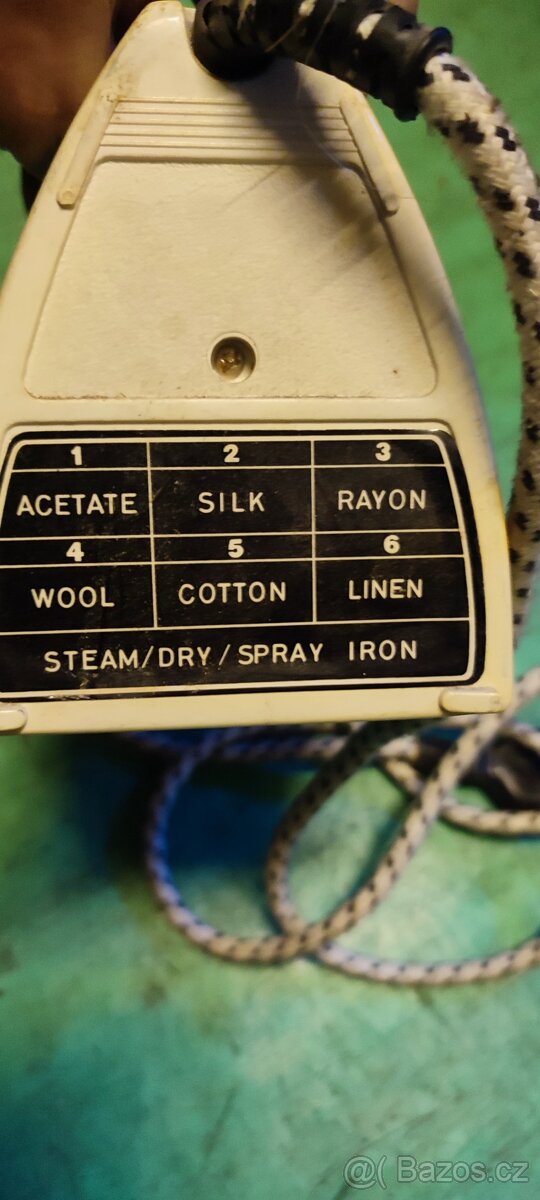 1 2 3
ACETATE SILK RAYON
4 5 6
WOOL COTTON LINEN
STEAM/DRY/SPRAY IRON
@( Bazos.cz